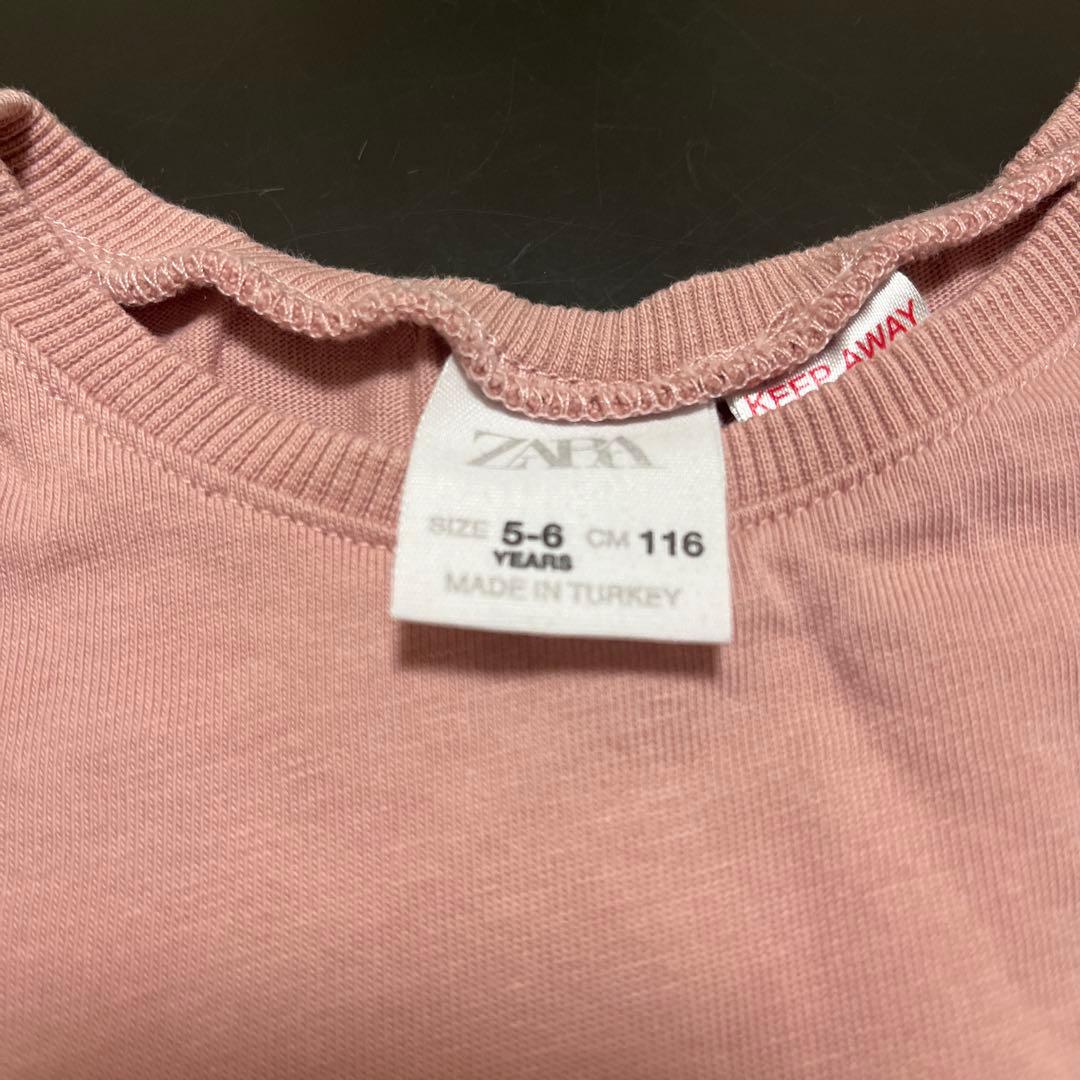 ZARA
SIZE 5-6 CM 116
YEARS
MADE IN TURKEY
KEEP AWAY